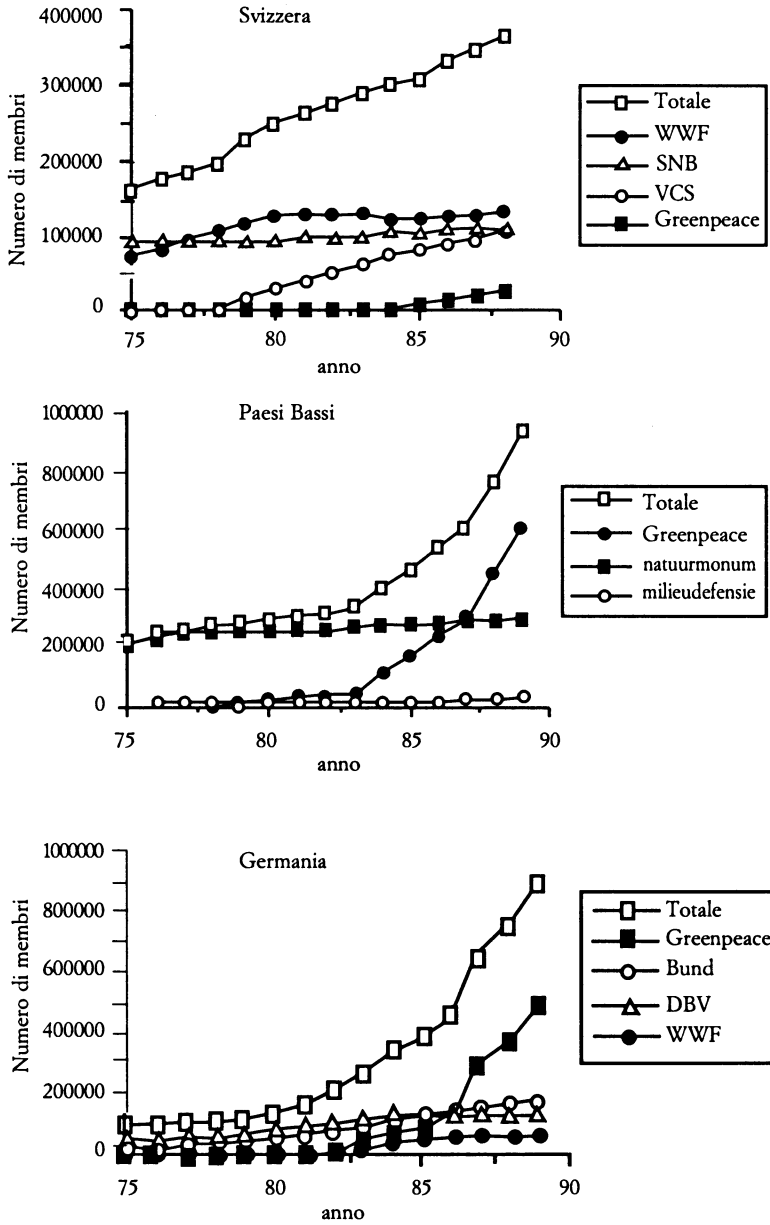 Svizzera
Numero di membri
400000
300000
200000
100000
0
75
80
85
90
anno
Totale
WWF
SNB
VCS
Greenpeace
Paesi Bassi
Numero di membri
1000000
800000
600000
400000
200000
0
75
80
85
90
anno
Totale
Greenpeace
natuurmonum
milieudefensie
Germania
Numero di membri
1000000
800000
600000
400000
200000
0
75
80
85
90
anno
Totale
Greenpeace
Bund
DBV
WWF